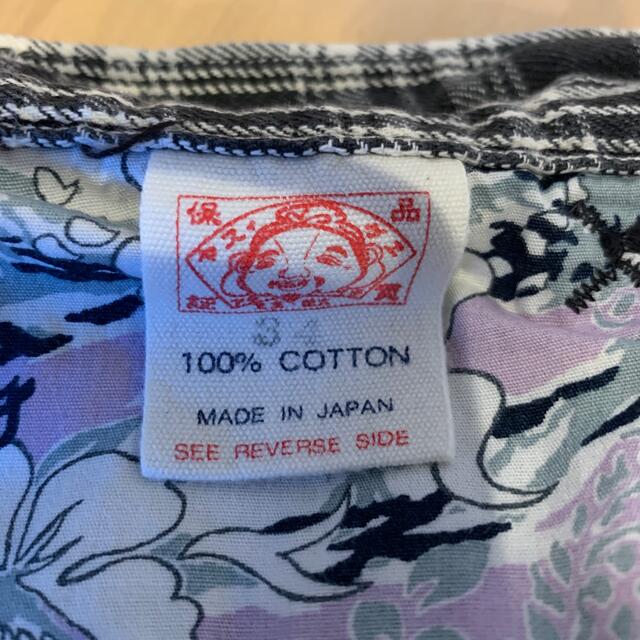 保 品
34
100% COTTON
MADE IN JAPAN
SEE REVERSE SIDE